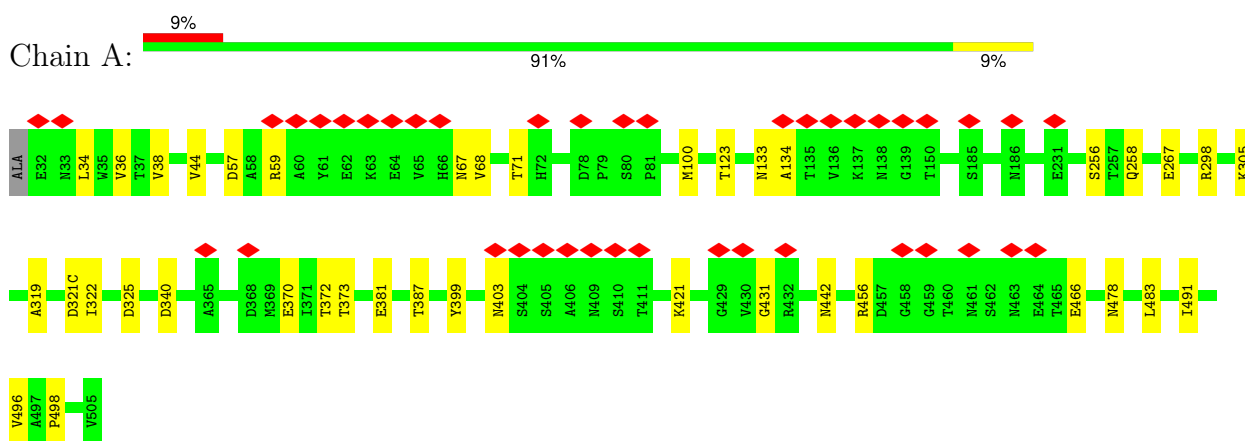 9%
Chain A:
91% 9%
ALA E32 N33 L34 W35 V36 T37 V38 V44 D57 A58 R59 A60 Y61 E62 K63 E64 V65 H66 N67 V68 T71 H72 D78 P79 S80 P81 M100 T123 N133 A134 T135 V136 K137 N138 G139 T150 S185 N186 E231 S256 T257 Q258 E267 R298 K305
A319 D321C I322 D325 D340 A365 D368 M369 E370 I371 T372 T373 E381 T387 Y399 N403 S404 S405 A406 N409 S410 T411 K421 G429 V430 G431 R432 N442 R456 D457 G458 G459 T460 N461 S462 N463 E464 T465 E466 N478 L483 I491
V496 A497 P498 V505